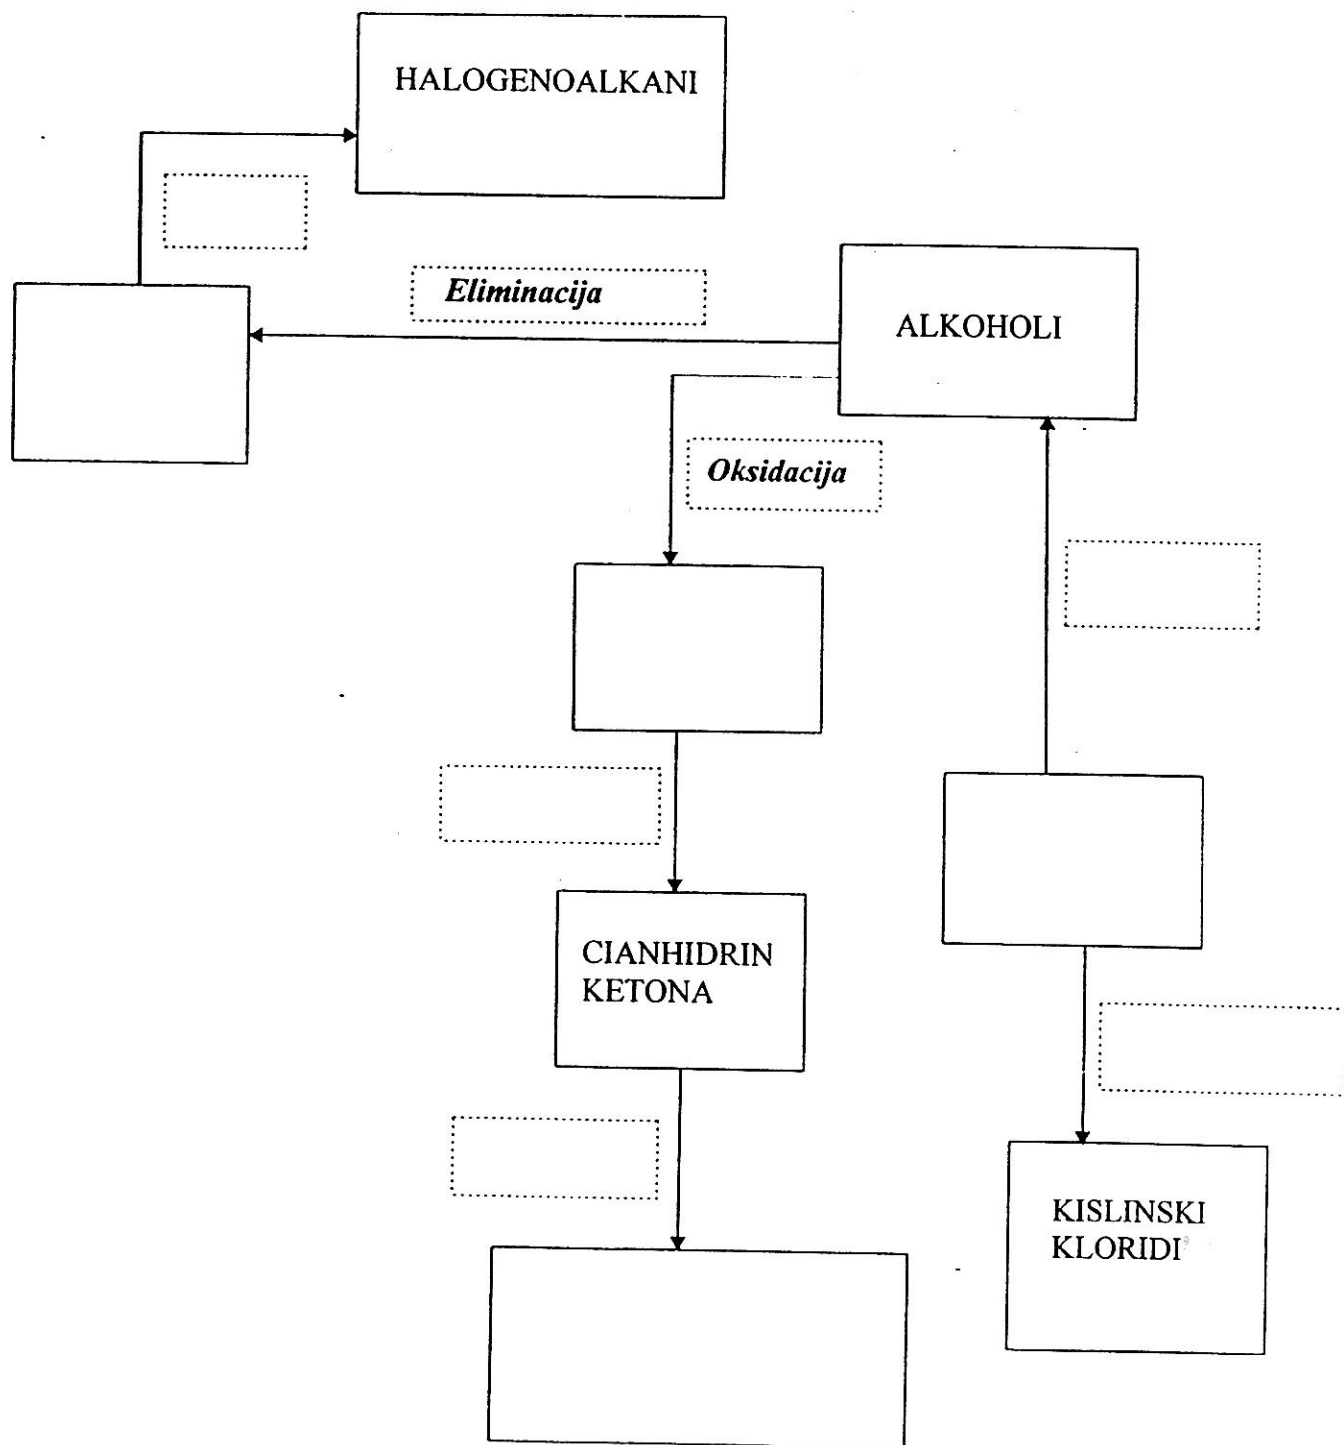 HALOGENOALKANI
Eliminacija
ALKOHOLI
Oksidacija
CIANHIDRIN
KETONA
KISLINSKI
KLORIDI